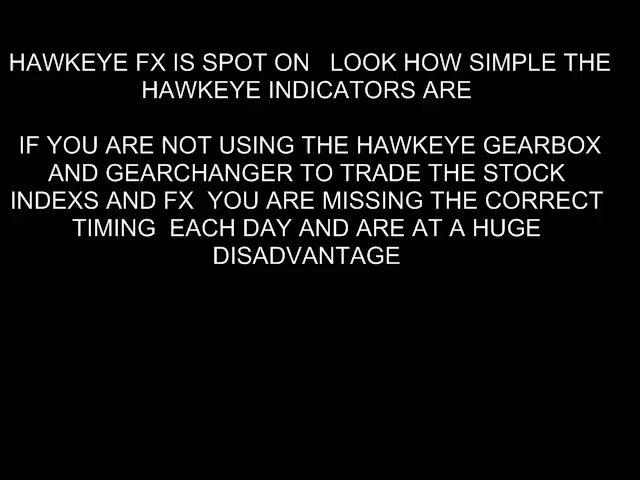 HAWKEYE FX IS SPOT ON   LOOK HOW SIMPLE THE
HAWKEYE INDICATORS ARE
IF YOU ARE NOT USING THE HAWKEYE GEARBOX
AND GEARCHANGER TO TRADE THE STOCK
INDEXS AND FX  YOU ARE MISSING THE CORRECT
TIMING  EACH DAY AND ARE AT A HUGE
DISADVANTAGE